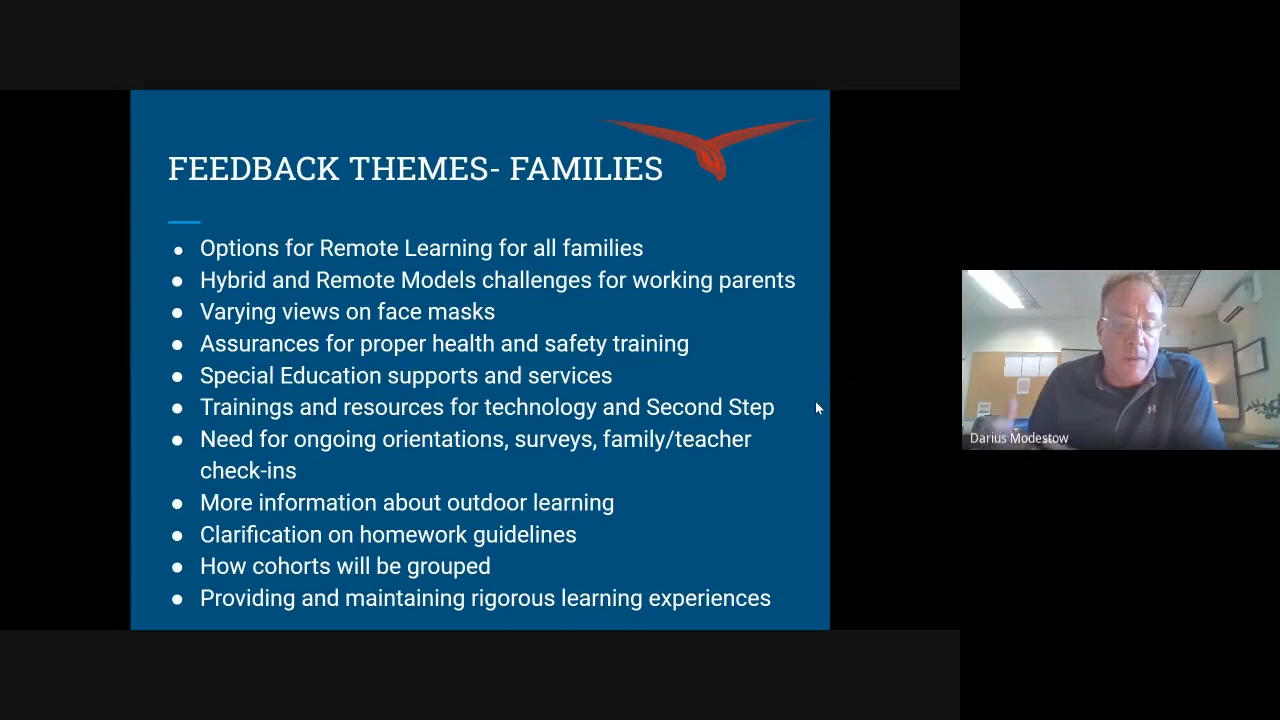 FEEDBACK THEMES- FAMILIES
● Options for Remote Learning for all families
● Hybrid and Remote Models challenges for working parents
● Varying views on face masks
● Assurances for proper health and safety training
● Special Education supports and services
● Trainings and resources for technology and Second Step
● Need for ongoing orientations, surveys, family/teacher
check-ins
● More information about outdoor learning
● Clarification on homework guidelines
● How cohorts will be grouped
● Providing and maintaining rigorous learning experiences
Darius Modestow